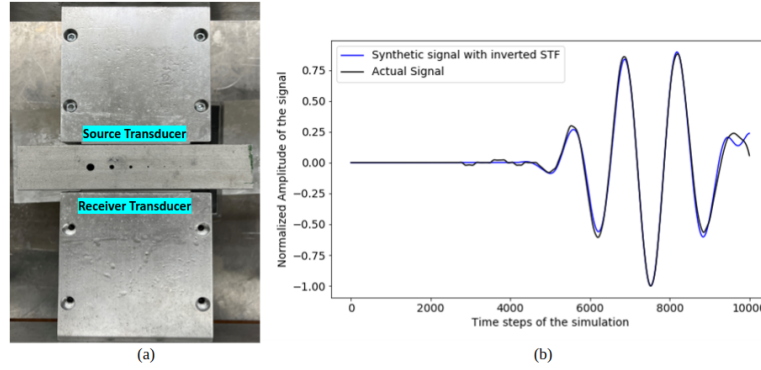 Source Transducer
Receiver Transducer
(a)
Synthetic signal with inverted STF
Actual Signal
Normalized Amplitude of the signal
0.75
0.50
0.25
0.00
−0.25
−0.50
−0.75
−1.00
0
2000
4000
6000
8000
10000
Time steps of the simulation
(b)